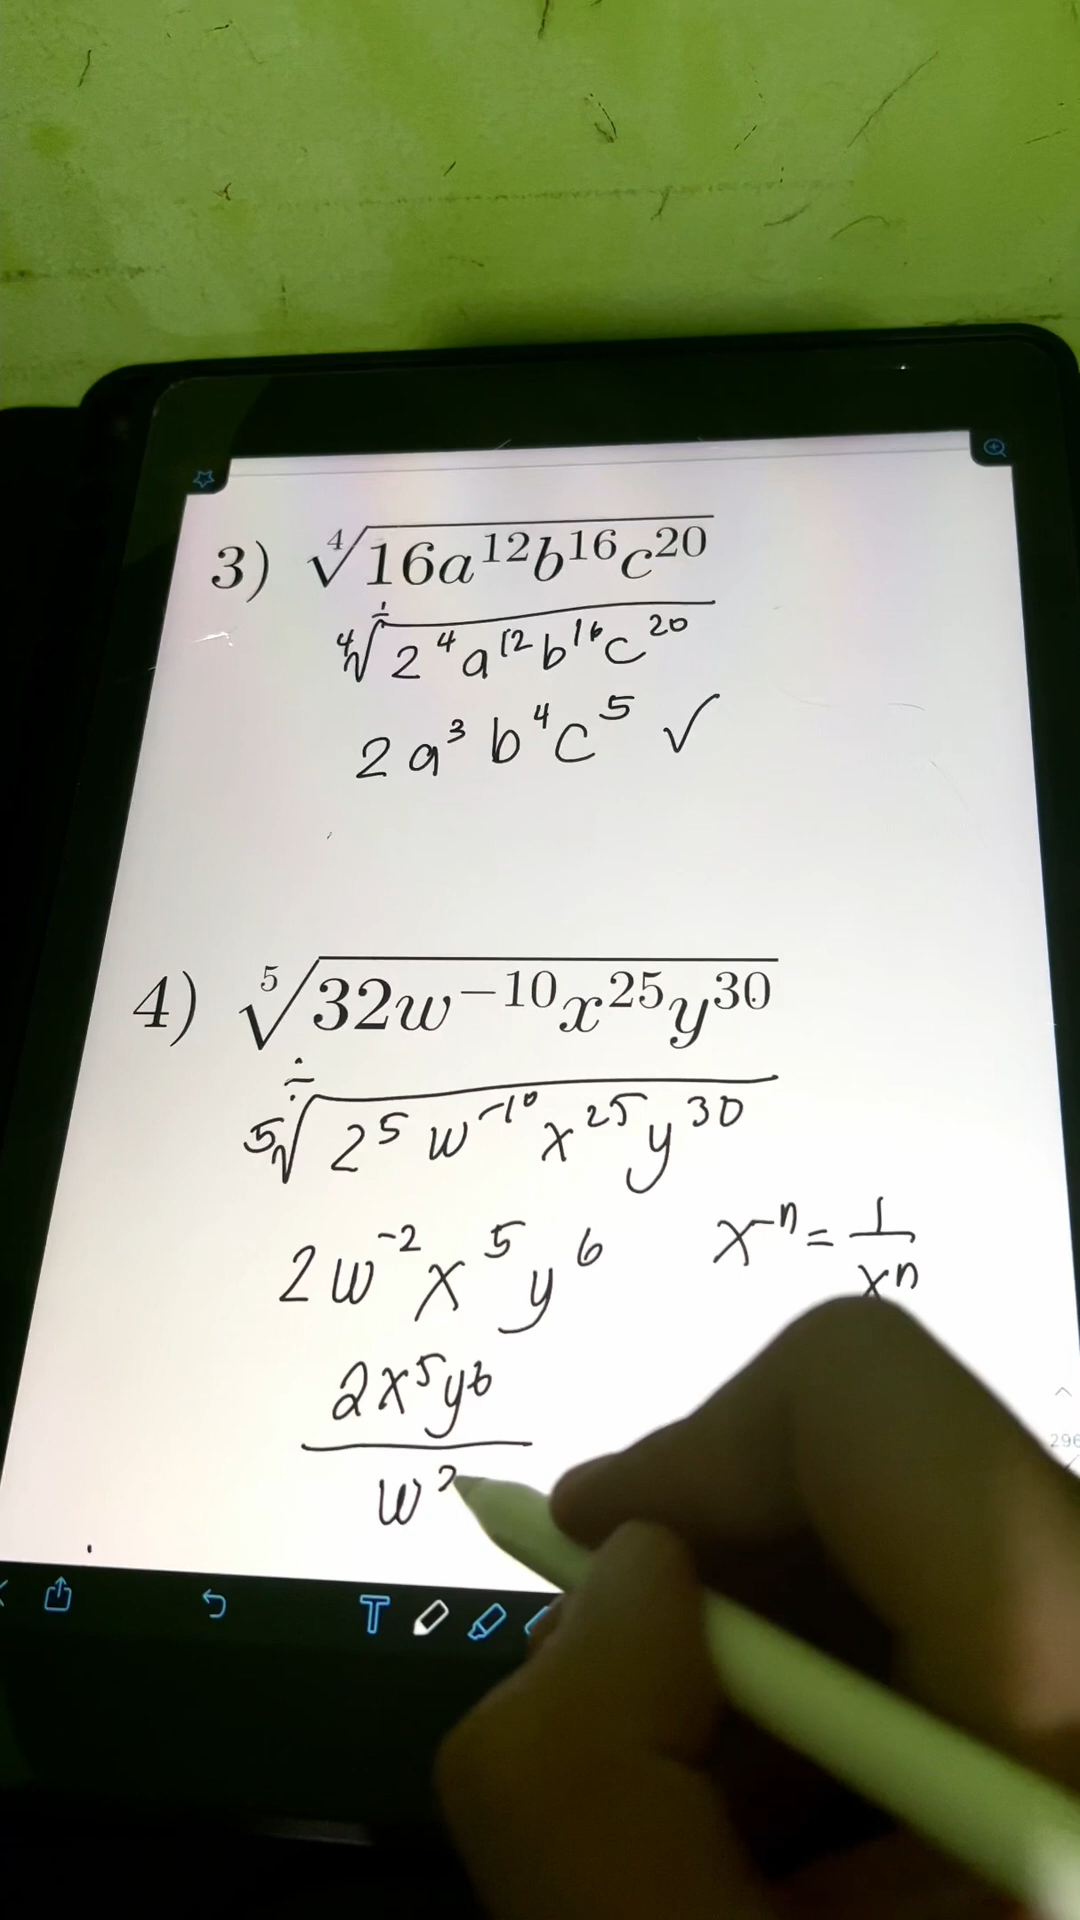 3) ⁴√16a¹²b¹⁶c²⁰
÷
⁴√2⁴a¹²b¹⁶c²⁰
2a³b⁴c⁵ ✓
4) ⁵√32w⁻¹⁰x²⁵y³⁰
÷
⁵√2⁵w⁻¹⁰x²⁵y³⁰
2w⁻²x⁵y⁶ x⁻ⁿ = 1/xⁿ
2x⁵y⁶/w²
296
T